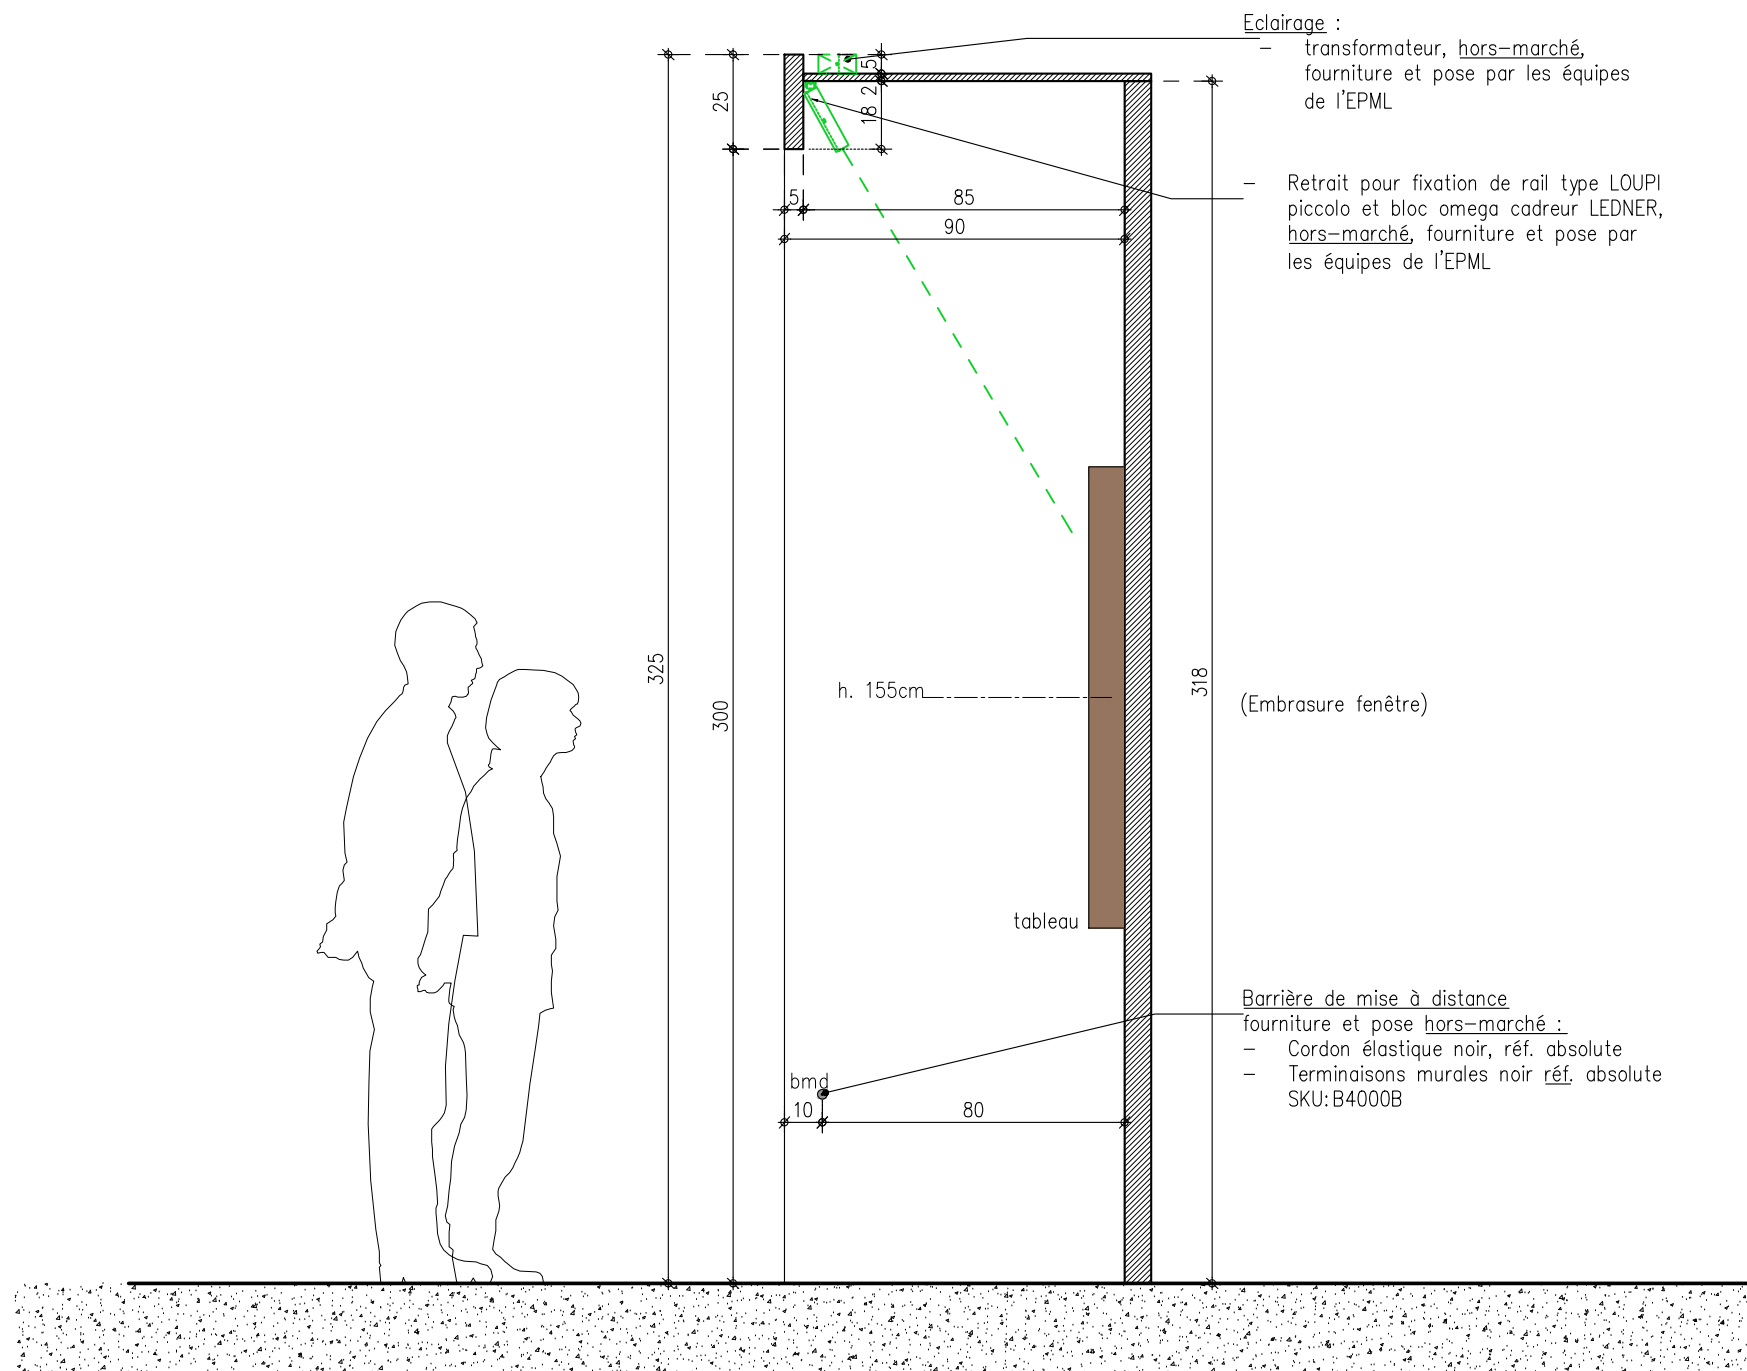 Eclairage :
– transformateur, hors–marché,
fourniture et pose par les équipes
de l'EPML
5
2
18
25
– Retrait pour fixation de rail type LOUPI
piccolo et bloc omega cadreur LEDNER,
hors–marché, fourniture et pose par
les équipes de l'EPML
5
85
90
325
300
h. 155cm
318
(Embrasure fenêtre)
tableau
Barrière de mise à distance
fourniture et pose hors–marché :
– Cordon élastique noir, réf. absolute
– Terminaisons murales noir réf. absolute
SKU:B4000B
bmd
10
80